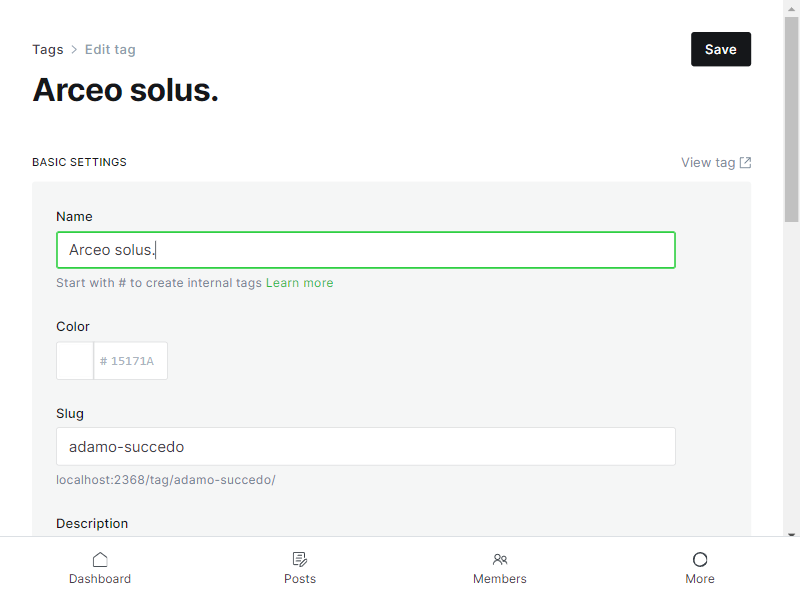 Tags > Edit tag
Save
Arceo solus.
BASIC SETTINGS
View tag
Name
Arceo solus.
Start with # to create internal tags Learn more
Color
# 15171A
Slug
adamo-succedo
localhost:2368/tag/adamo-succedo/
Description
Dashboard
Posts
Members
More